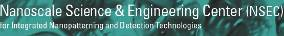 Nanoscale Science & Engineering Center (NSEC)
for Integrated Nanopatterning and Detection Technologies